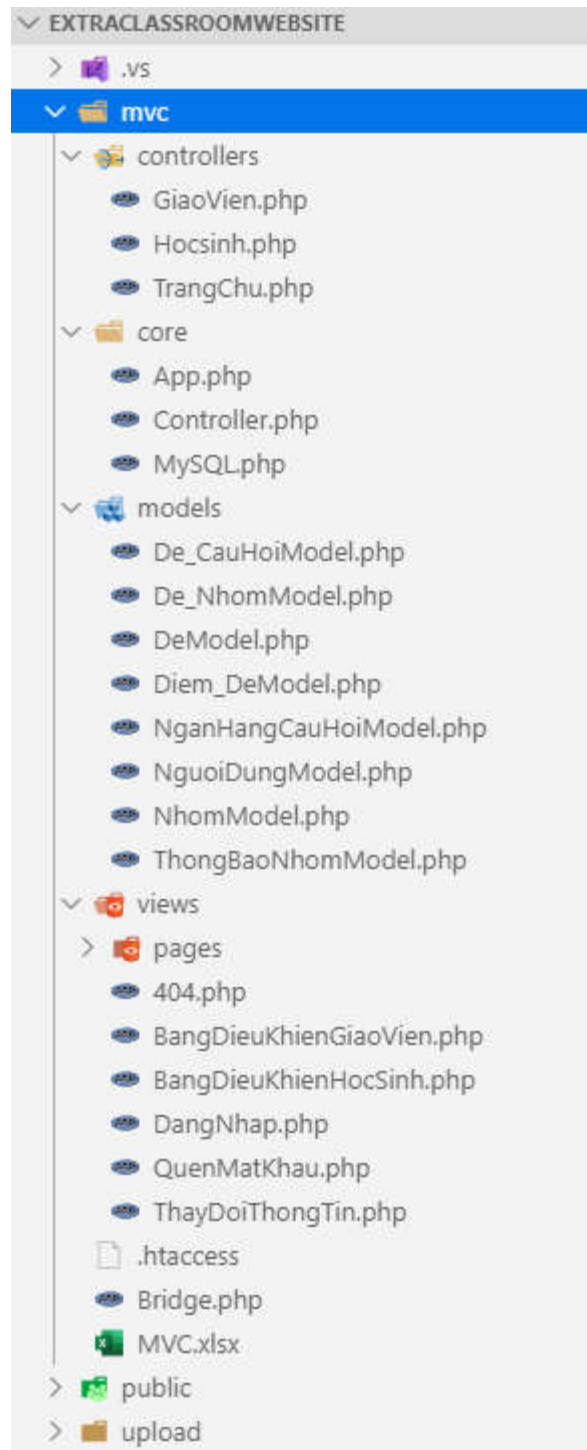 EXTRACLASSROOMWEBSITE
.vs
mvc
controllers
GiaoVien.php
Hocsinh.php
TrangChu.php
core
App.php
Controller.php
MySQL.php
models
De_CauHoiModel.php
De_NhomModel.php
DeModel.php
Diem_DeModel.php
NganHangCauHoiModel.php
NguoiDungModel.php
NhomModel.php
ThongBaoNhomModel.php
views
pages
404.php
BangDieuKhienGiaoVien.php
BangDieuKhienHocSinh.php
DangNhap.php
QuenMatKhau.php
ThayDoiThongTin.php
.htaccess
Bridge.php
MVC.xlsx
public
upload